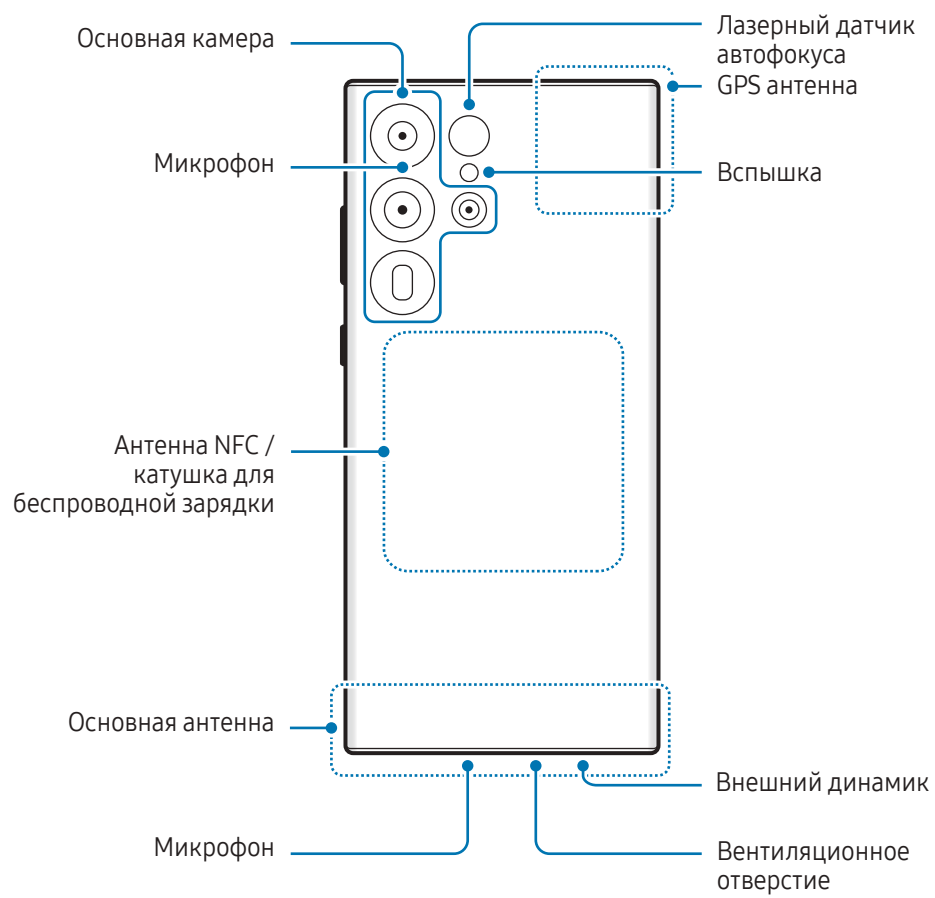 Основная камера
Лазерный датчик
автофокуса
GPS антенна
Микрофон
Вспышка
Антенна NFC /
катушка для
беспроводной зарядки
Основная антенна
Внешний динамик
Микрофон
Вентиляционное
отверстие